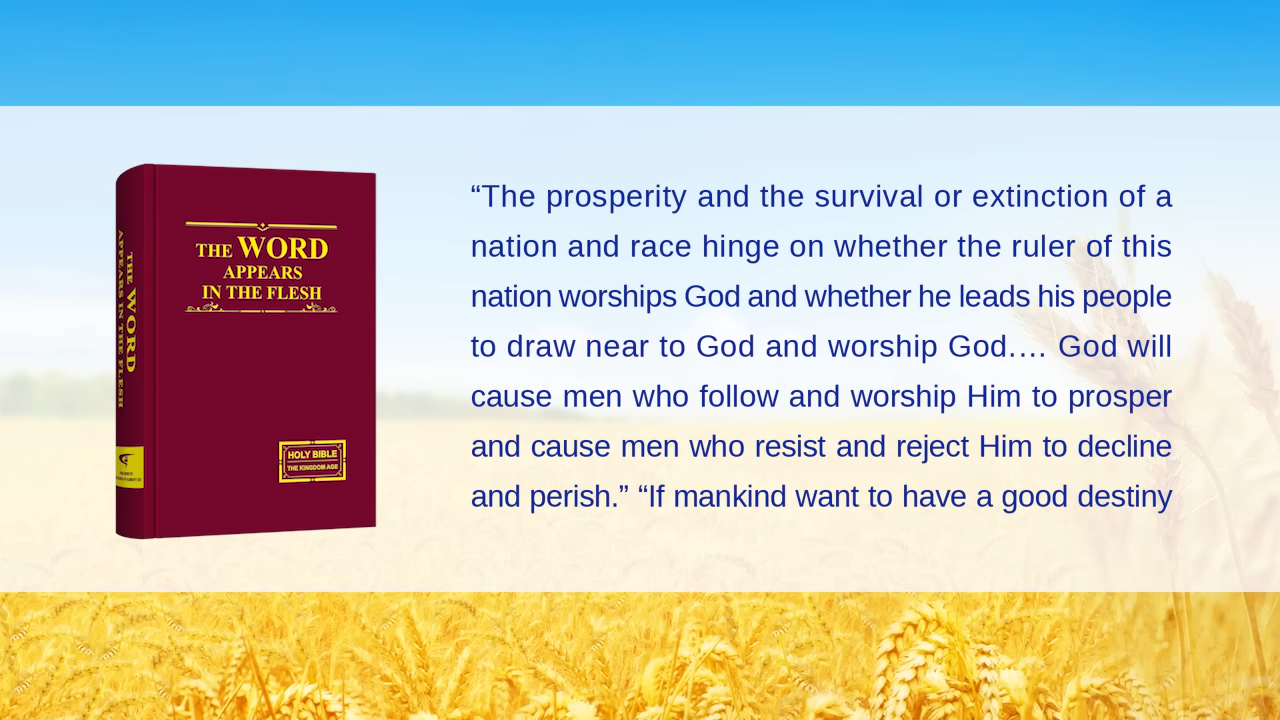 THE WORD
APPEARS
IN THE FLESH
THE WORD
APPEARS IN THE FLESH
HOLY BIBLE
THE KINGDOM AGE
“The prosperity and the survival or extinction of a
nation and race hinge on whether the ruler of this
nation worships God and whether he leads his people
to draw near to God and worship God.… God will
cause men who follow and worship Him to prosper
and cause men who resist and reject Him to decline
and perish.” “If mankind want to have a good destiny